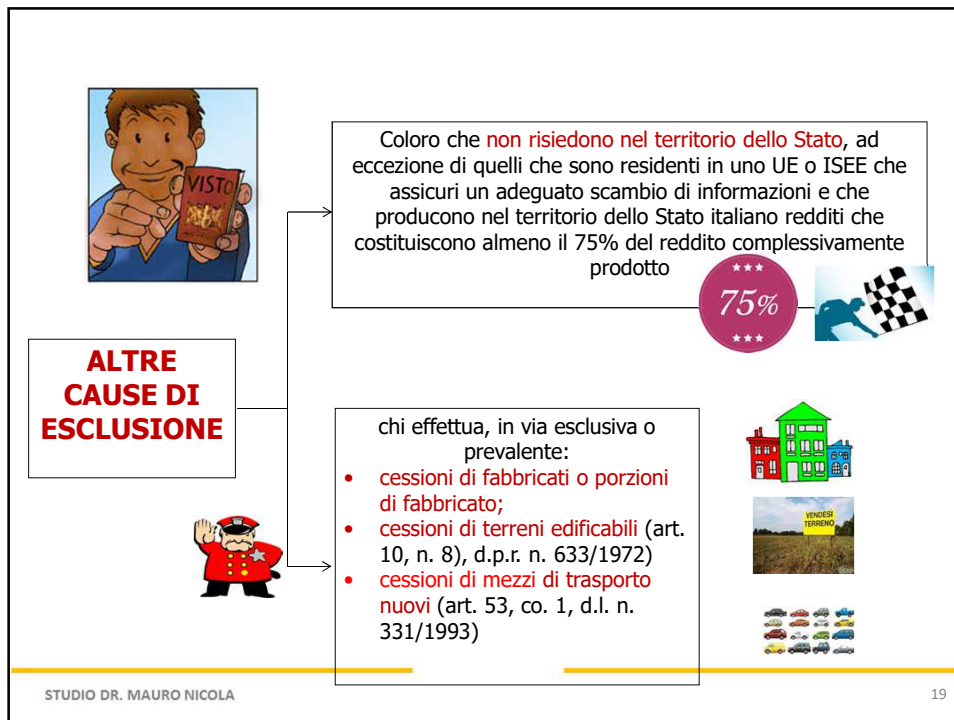 VISTO
Coloro che non risiedono nel territorio dello Stato, ad
eccezione di quelli che sono residenti in uno UE o ISEE che
assicuri un adeguato scambio di informazioni e che
producono nel territorio dello Stato italiano redditi che
costituiscono almeno il 75% del reddito complessivamente
prodotto
75%
ALTRE
CAUSE DI
ESCLUSIONE
chi effettua, in via esclusiva o
prevalente:
• cessioni di fabbricati o porzioni
di fabbricato;
• cessioni di terreni edificabili (art.
10, n. 8), d.p.r. n. 633/1972)
• cessioni di mezzi di trasporto
nuovi (art. 53, co. 1, d.l. n.
331/1993)
VENDESI
TERRENO
STUDIO DR. MAURO NICOLA
19